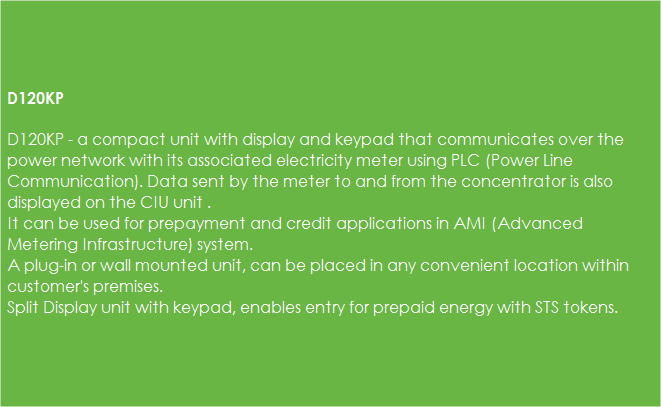 D120KP
D120KP - a compact unit with display and keypad that communicates over the
power network with its associated electricity meter using PLC (Power Line
Communication). Data sent by the meter to and from the concentrator is also
displayed on the CIU unit .
It can be used for prepayment and credit applications in AMI (Advanced
Metering Infrastructure) system.
A plug-in or wall mounted unit, can be placed in any convenient location within
customer's premises.
Split Display unit with keypad, enables entry for prepaid energy with STS tokens.